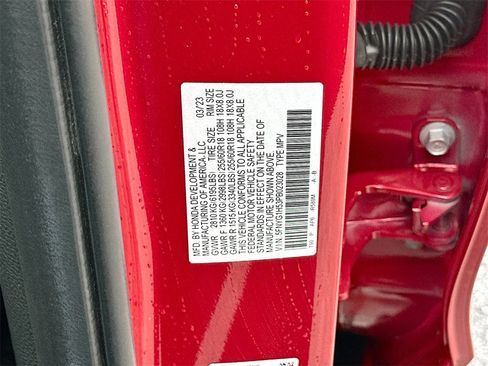 MFD. BY HONDA DEVELOPMENT & 03/23
MANUFACTURING OF AMERICA, LLC
GVWR 2810KG(6195LBS) TIRE SIZE RIM SIZE
GAWR F 1360KG(2998LBS)255/60R18 108H 18X8.0J
GAWR R 1515KG(3340LBS)255/60R18 108H 18X8.0J
THIS VEHICLE CONFORMS TO ALL APPLICABLE
FEDERAL MOTOR VEHICLE SAFETY
STANDARDS IN EFFECT ON THE DATE OF
MANUFACTURE SHOWN ABOVE.
V.I.N. TYPE: MPV
A - B